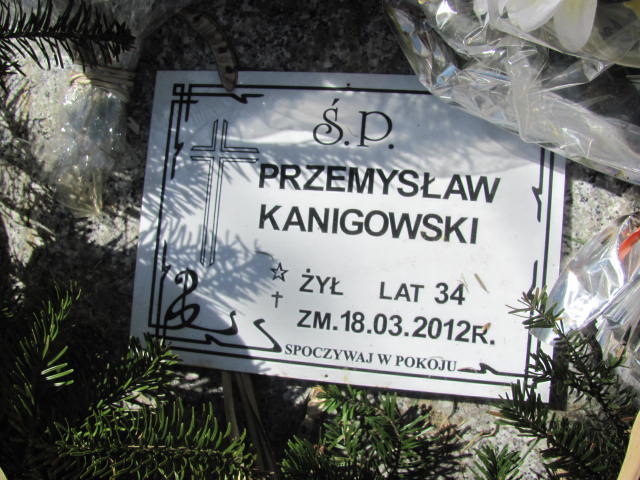 Ś.P.
PRZEMYSŁAW
KANIGOWSKI
ŻYŁ LAT 34
ZM.18.03.2012R.
SPOCZYWAJ W POKOJU